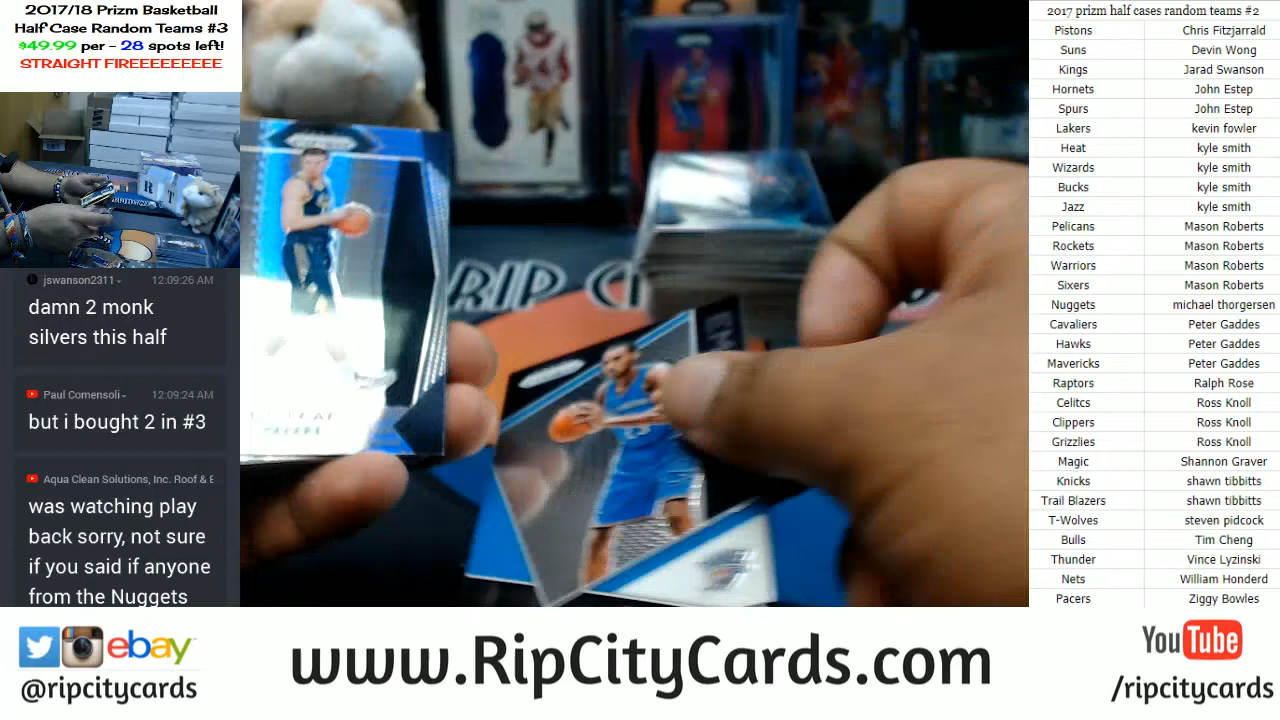 2017/18 Prizm Basketball
Half Case Random Teams #3
$49.99 per - 28 spots left!
STRAIGHT FIREEEEEEEEE
jswanson2311 12:09:26 AM
damn 2 monk
silvers this half
Paul Comensoli 12:09:24 AM
but i bought 2 in #3
Aqua Clean Solutions, Inc. Roof & E
was watching play
back sorry, not sure
if you said if anyone
from the Nuggets
R T
RIP C
2017 prizm half cases random teams #2
Pistons Chris Fitzjarrald
Suns Devin Wong
Kings Jarad Swanson
Hornets John Estep
Spurs John Estep
Lakers kevin fowler
Heat kyle smith
Wizards kyle smith
Bucks kyle smith
Jazz kyle smith
Pelicans Mason Roberts
Rockets Mason Roberts
Warriors Mason Roberts
Sixers Mason Roberts
Nuggets michael thorgersen
Cavaliers Peter Gaddes
Hawks Peter Gaddes
Mavericks Peter Gaddes
Raptors Ralph Rose
Celitcs Ross Knoll
Clippers Ross Knoll
Grizzlies Ross Knoll
Magic Shannon Graver
Knicks shawn tibbitts
Trail Blazers shawn tibbitts
T-Wolves steven pidcock
Bulls Tim Cheng
Thunder Vince Lyzinski
Nets William Honderd
Pacers Ziggy Bowles
ebay
@ripcitycards
www.RipCityCards.com
YouTube
/ripcitycards